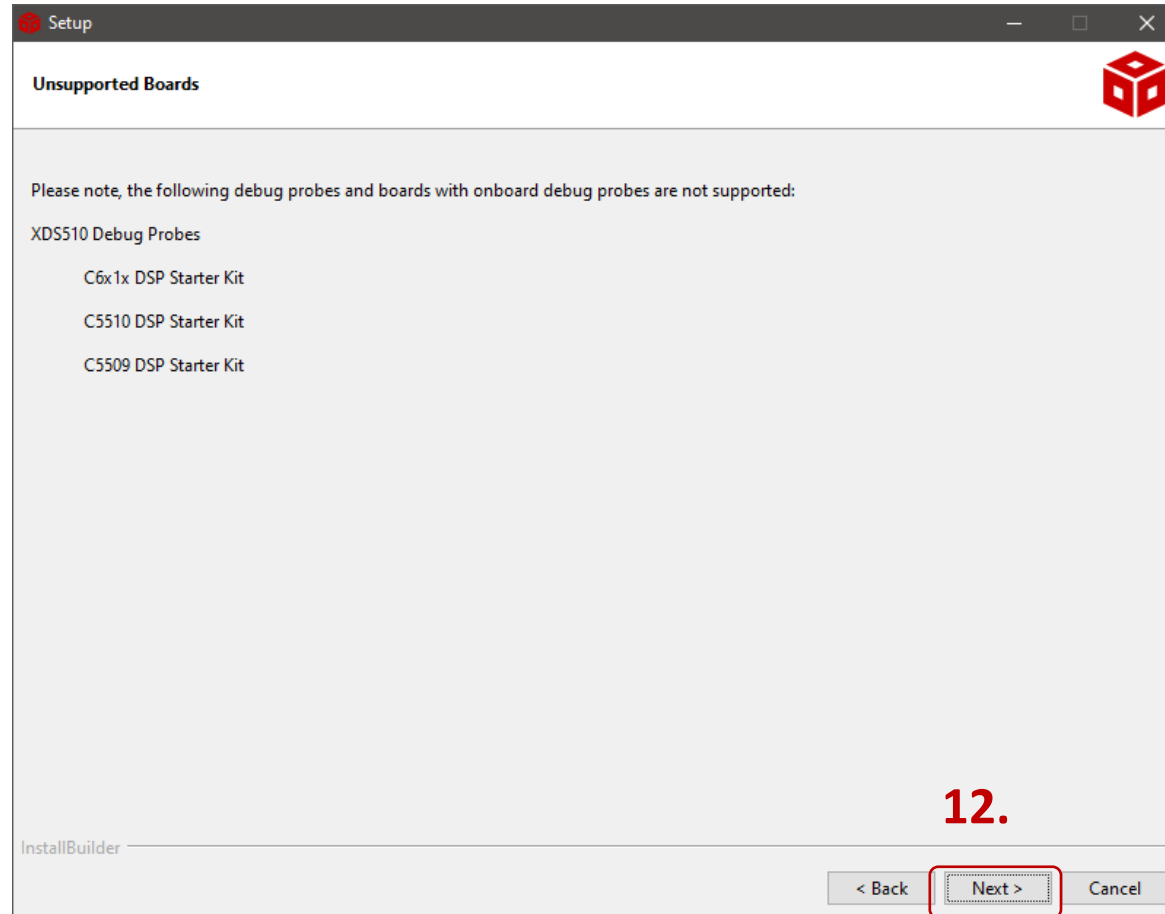 Setup
Unsupported Boards
Please note, the following debug probes and boards with onboard debug probes are not supported:
XDS510 Debug Probes
C6x1x DSP Starter Kit
C5510 DSP Starter Kit
C5509 DSP Starter Kit
12.
InstallBuilder
< Back Next > Cancel